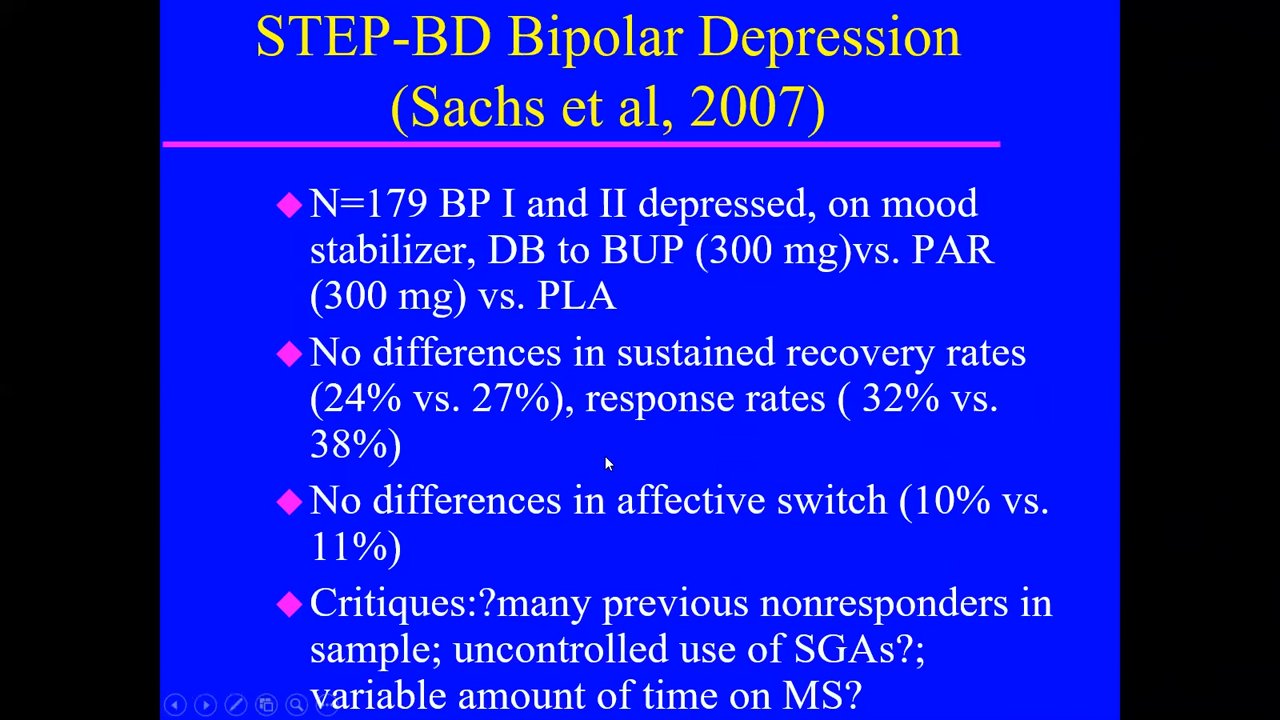 STEP-BD Bipolar Depression
(Sachs et al, 2007)
N=179 BP I and II depressed, on mood
stabilizer, DB to BUP (300 mg)vs. PAR
(300 mg) vs. PLA
No differences in sustained recovery rates
(24% vs. 27%), response rates ( 32% vs.
38%)
No differences in affective switch (10% vs.
11%)
Critiques:?many previous nonresponders in
sample; uncontrolled use of SGAs?;
variable amount of time on MS?